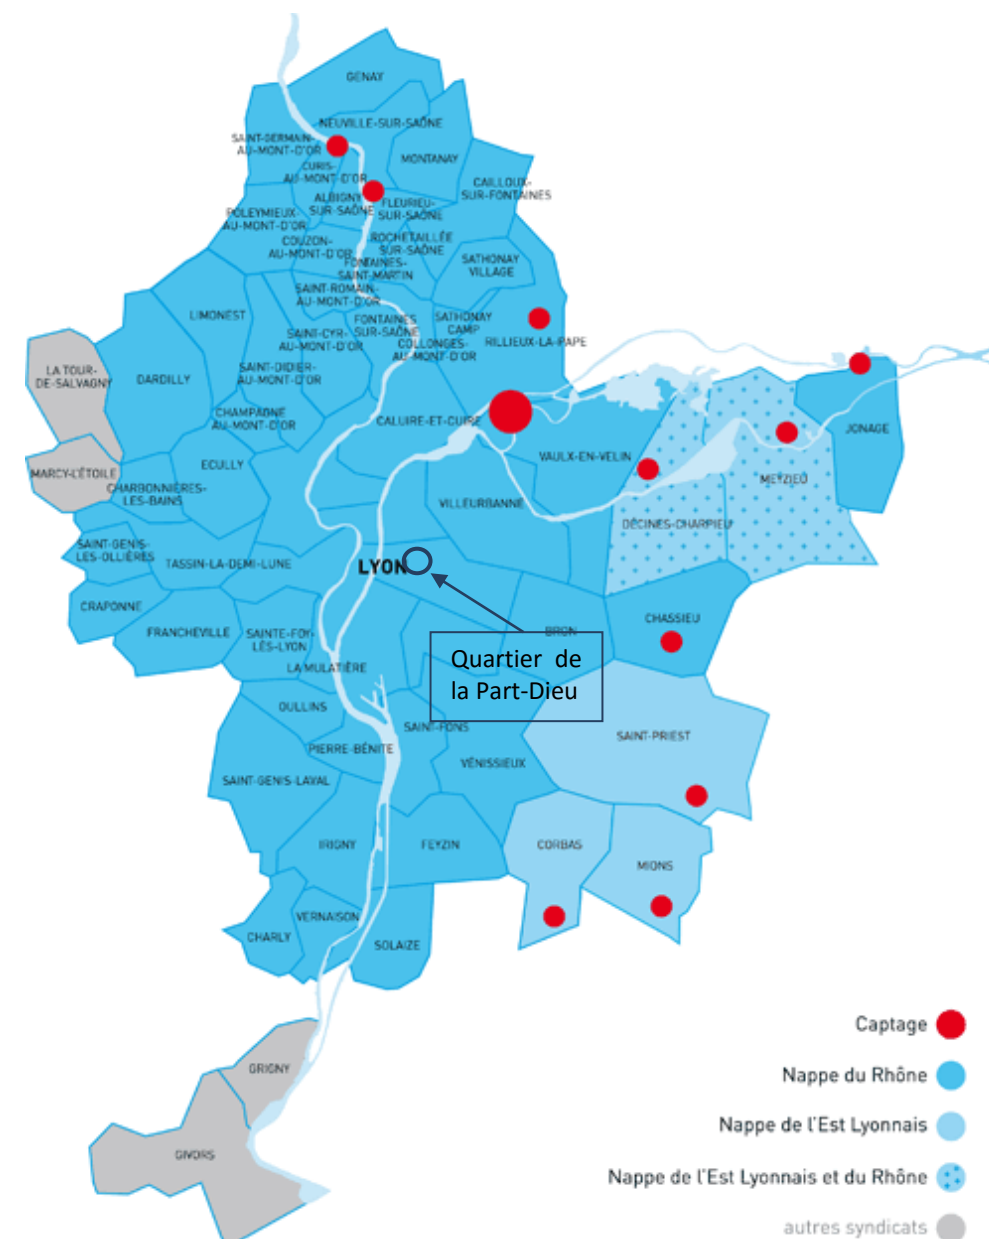 GENAY
NEUVILLE-SUR-SAÔNE
SAINT-GERMAIN-
AU-MONT-D'OR
MONTANAY
CURIS-
AU-MONT-D'OR
CAILLOUX-
SUR-FONTAINES
ALBIGNY
SUR-SAÔNE
FLEURIEU-
SUR-SAÔNE
POLEYMIEUX-
AU-MONT-D'OR
COUZON-
AU-MONT-D'OR
ROCHETAILLÉE
SUR-SAÔNE
FONTAINES-
SAINT-MARTIN
SATHONAY
VILLAGE
SAINT-ROMAIN-
AU-MONT-D'OR
LIMONEST
FONTAINES
SUR-SAÔNE
SATHONAY
CAMP
SAINT-CYR-
AU-MONT-D'OR
COLLONGES-
AU-MONT-D'OR
RILLIEUX-LA-PAPE
LA TOUR-
DE-SALVAGNY
DARDILLY
SAINT-DIDIER-
AU-MONT-D'OR
CHAMPAGNE
AU-MONT-D'OR
CALUIRE-ET-CUIRE
JONAGE
MARCY-L'ÉTOILE
ECULLY
VAULX-EN-VELIN
MEYZIEU
CHARBONNIÈRES-
LES-BAINS
VILLEURBANNE
DÉCINES-CHARPIEU
SAINT-GENIS-
LES-OLLIÈRES
TASSIN-LA-DEMI-LUNE
LYON
CRAPONNE
FRANCHEVILLE
SAINTE-FOY-
LÈS-LYON
BRON
CHASSIEU
Quartier de
la Part-Dieu
LA MULATIÈRE
OULLINS
SAINT-FONS
SAINT-PRIEST
PIERRE-BÉNITE
VÉNISSIEUX
SAINT-GENIS-LAVAL
IRIGNY
FEYZIN
CORBAS
MIONS
VERNAISON
CHARLY
SOLAIZE
GRIGNY
GIVORS
Captage
Nappe du Rhône
Nappe de l'Est Lyonnais
Nappe de l'Est Lyonnais et du Rhône
autres syndicats